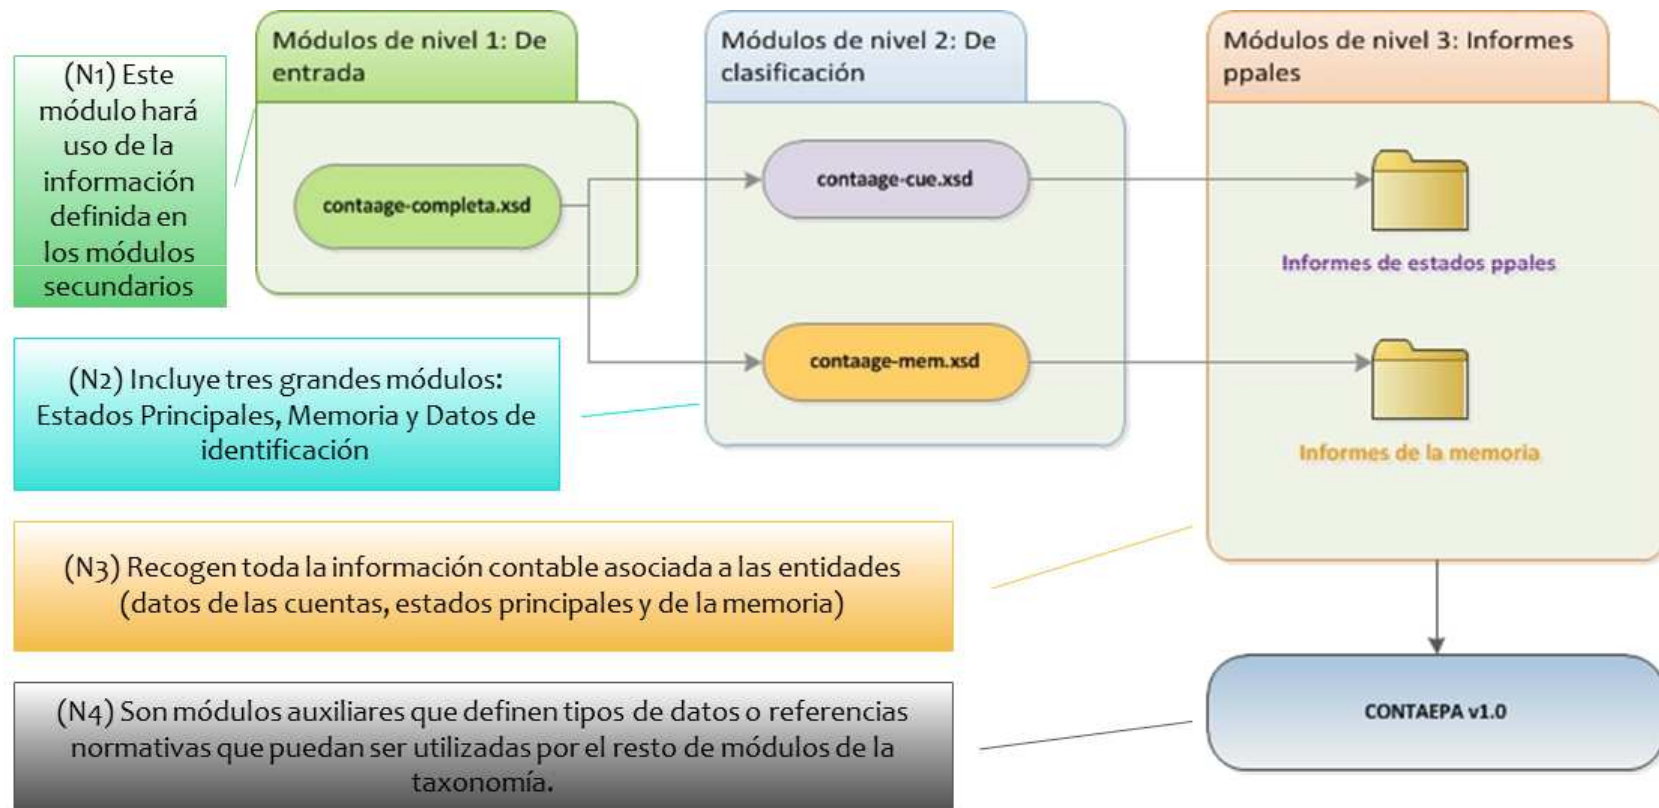 (N1) Este
módulo hará
uso de la
información
definida en
los módulos
secundarios
Módulos de nivel 1: De
entrada
contaage-completa.xsd
Módulos de nivel 2: De
clasificación
contaage-cue.xsd
contaage-mem.xsd
Módulos de nivel 3: Informes
ppales
Informes de estados ppales
Informes de la memoria
(N2) Incluye tres grandes módulos:
Estados Principales, Memoria y Datos de
identificación
(N3) Recogen toda la información contable asociada a las entidades
(datos de las cuentas, estados principales y de la memoria)
(N4) Son módulos auxiliares que definen tipos de datos o referencias
normativas que puedan ser utilizadas por el resto de módulos de la
taxonomía.
CONTAEPA v1.0